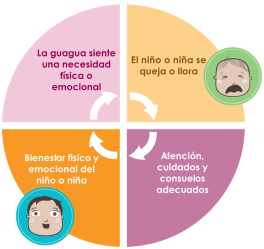 La guagua siente
una necesidad
física o
emocional
El niño o niña se
queja o llora
Atención,
cuidados y
consuelos
adecuados
Bienestar físico y
emocional del
niño o niña